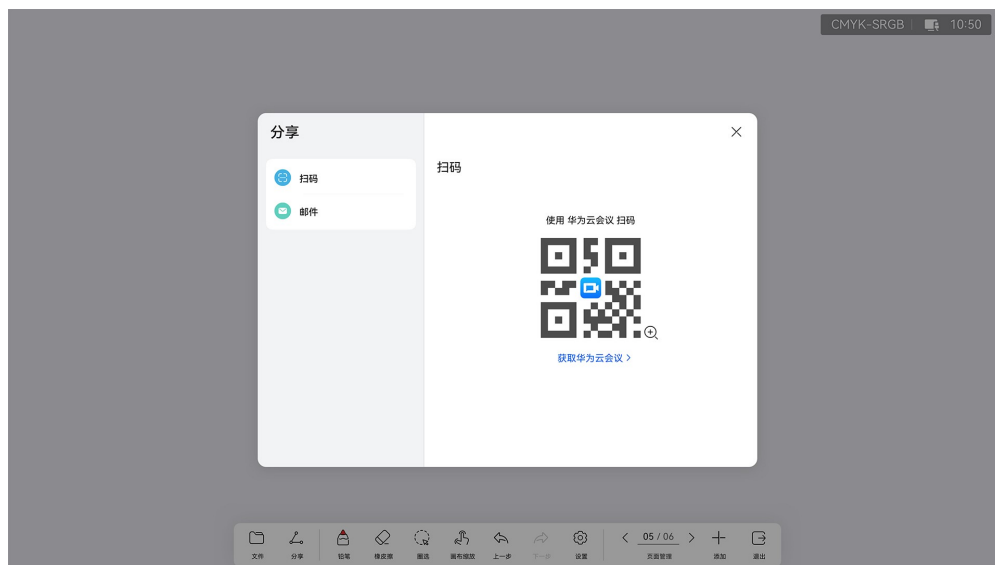 CMYK-SRGB 10:50
分享
扫码
扫码
邮件
使用 华为云会议 扫码
获取华为云会议 >
05 / 06
文件 分享 铅笔 橡皮擦 圈选 画布缩放 上一步 下一步 设置 页面管理 添加 退出